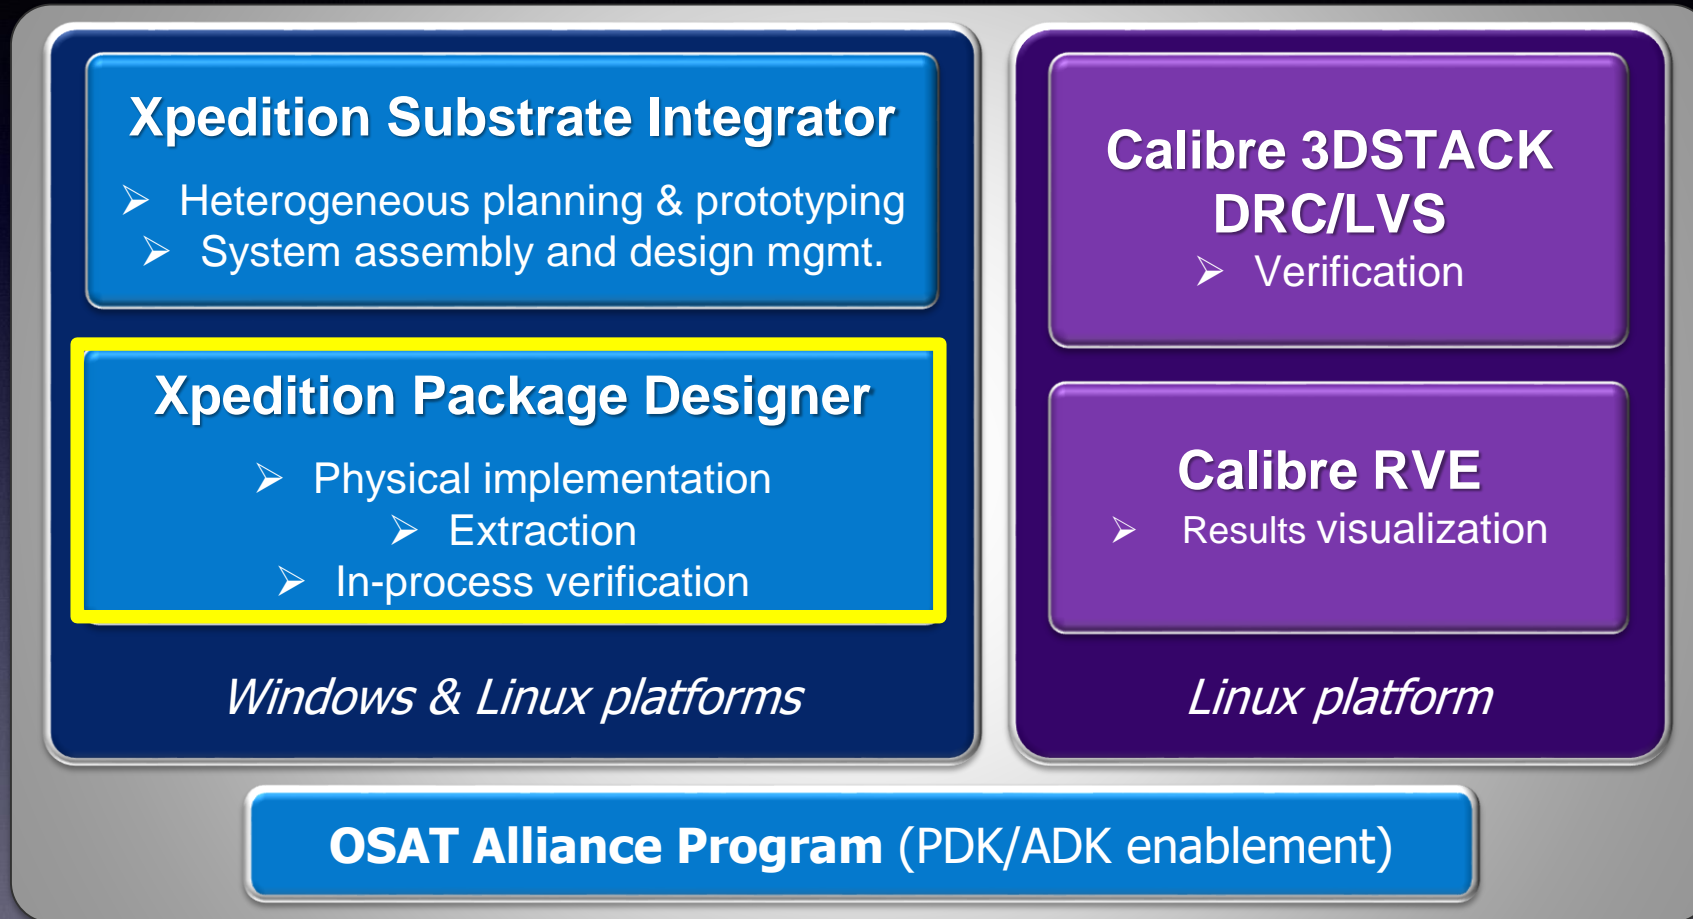 Xpedition Substrate Integrator
➢ Heterogeneous planning & prototyping
➢ System assembly and design mgmt.
Xpedition Package Designer
➢ Physical implementation
➢ Extraction
➢ In-process verification
Windows & Linux platforms
Calibre 3DSTACK
DRC/LVS
➢ Verification
Calibre RVE
➢ Results visualization
Linux platform
OSAT Alliance Program (PDK/ADK enablement)